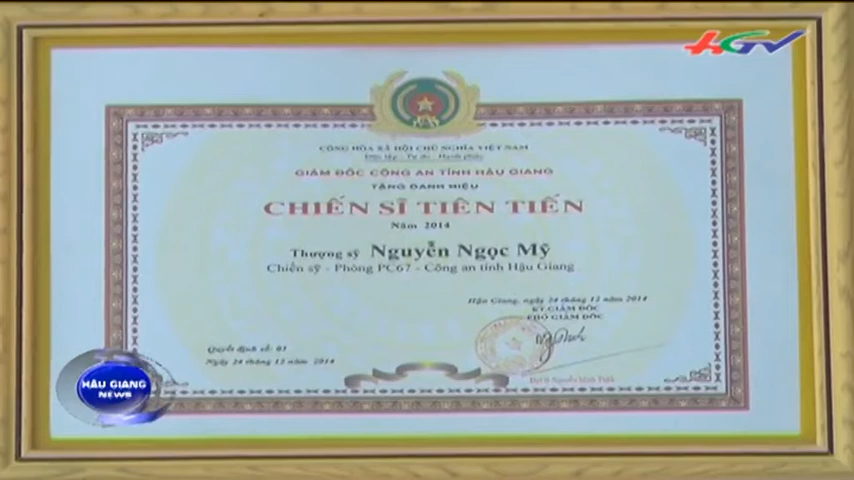 HGV
CỘNG HÒA XÃ HỘI CHỦ NGHĨA VIỆT NAM
Độc lập - Tự do - Hạnh phúc
GIÁM ĐỐC CÔNG AN TỈNH HẬU GIANG
TẶNG DANH HIỆU
CHIẾN SĨ TIÊN TIẾN
Năm 2014
Thượng sỹ Nguyễn Ngọc Mỹ
Chiến sỹ - Phòng PC67 - Công an tỉnh Hậu Giang
Hậu Giang, ngày 24 tháng 12 năm 2014
KT GIÁM ĐỐC
PHÓ GIÁM ĐỐC
Quyết định số: 03
Ngày 24 tháng 12 năm 2014
HẬU GIANG
NEWS